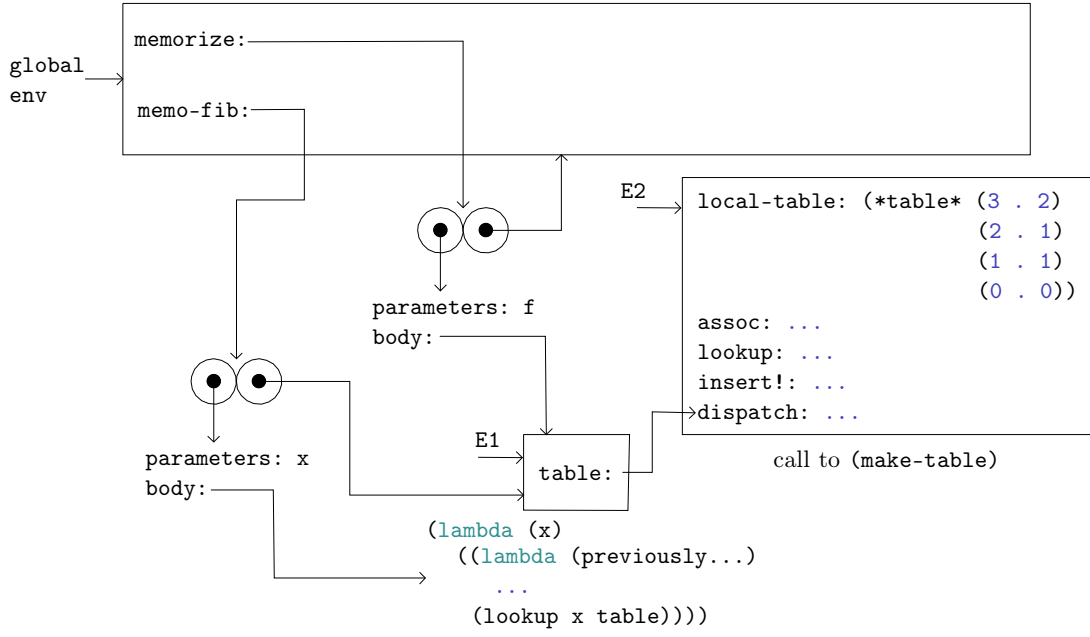 memorize:
global
env
memo-fib:
E2
local-table: (*table* (3 . 2)
(2 . 1)
(1 . 1)
(0 . 0))
parameters: f
body:
assoc: ...
lookup: ...
insert!: ...
dispatch: ...
E1
call to (make-table)
parameters: x
body:
table:
(lambda (x)
((lambda (previously...)
...
(lookup x table))))